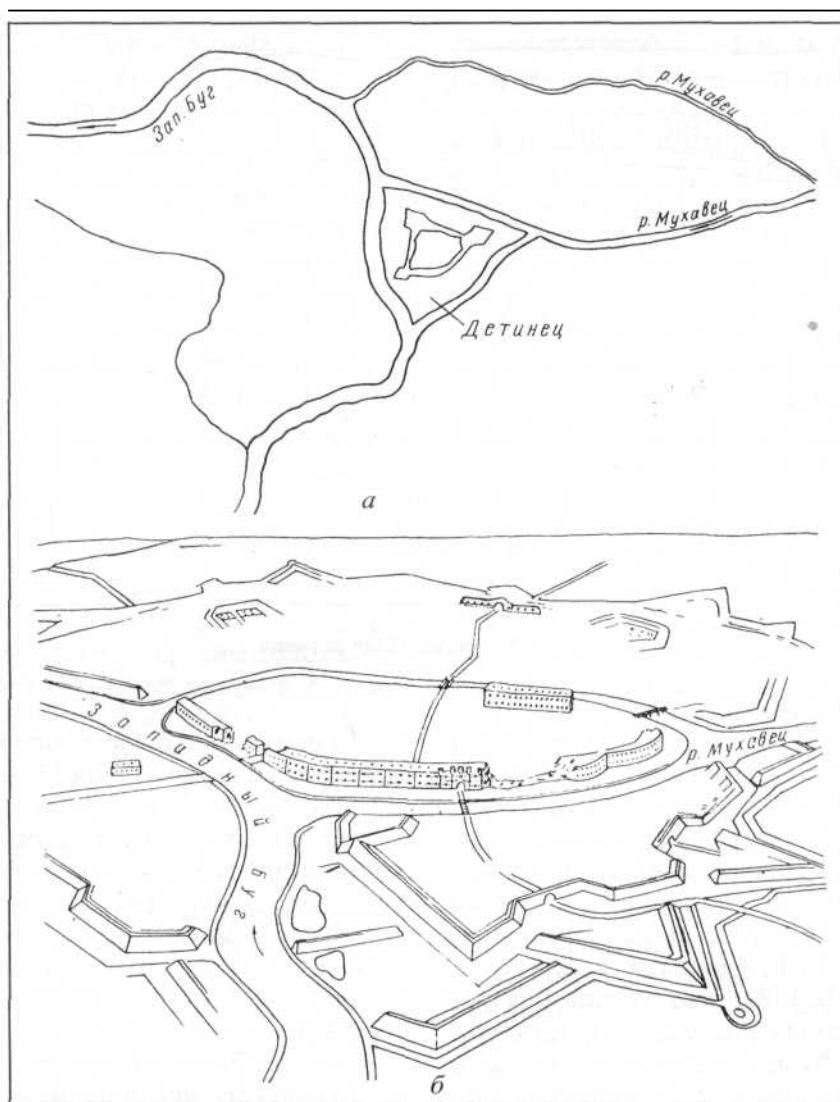 Зап. Буг
р. Мухавец
р. Мухавец
Детинец
а
Западный Буг
р. Мухавец
б